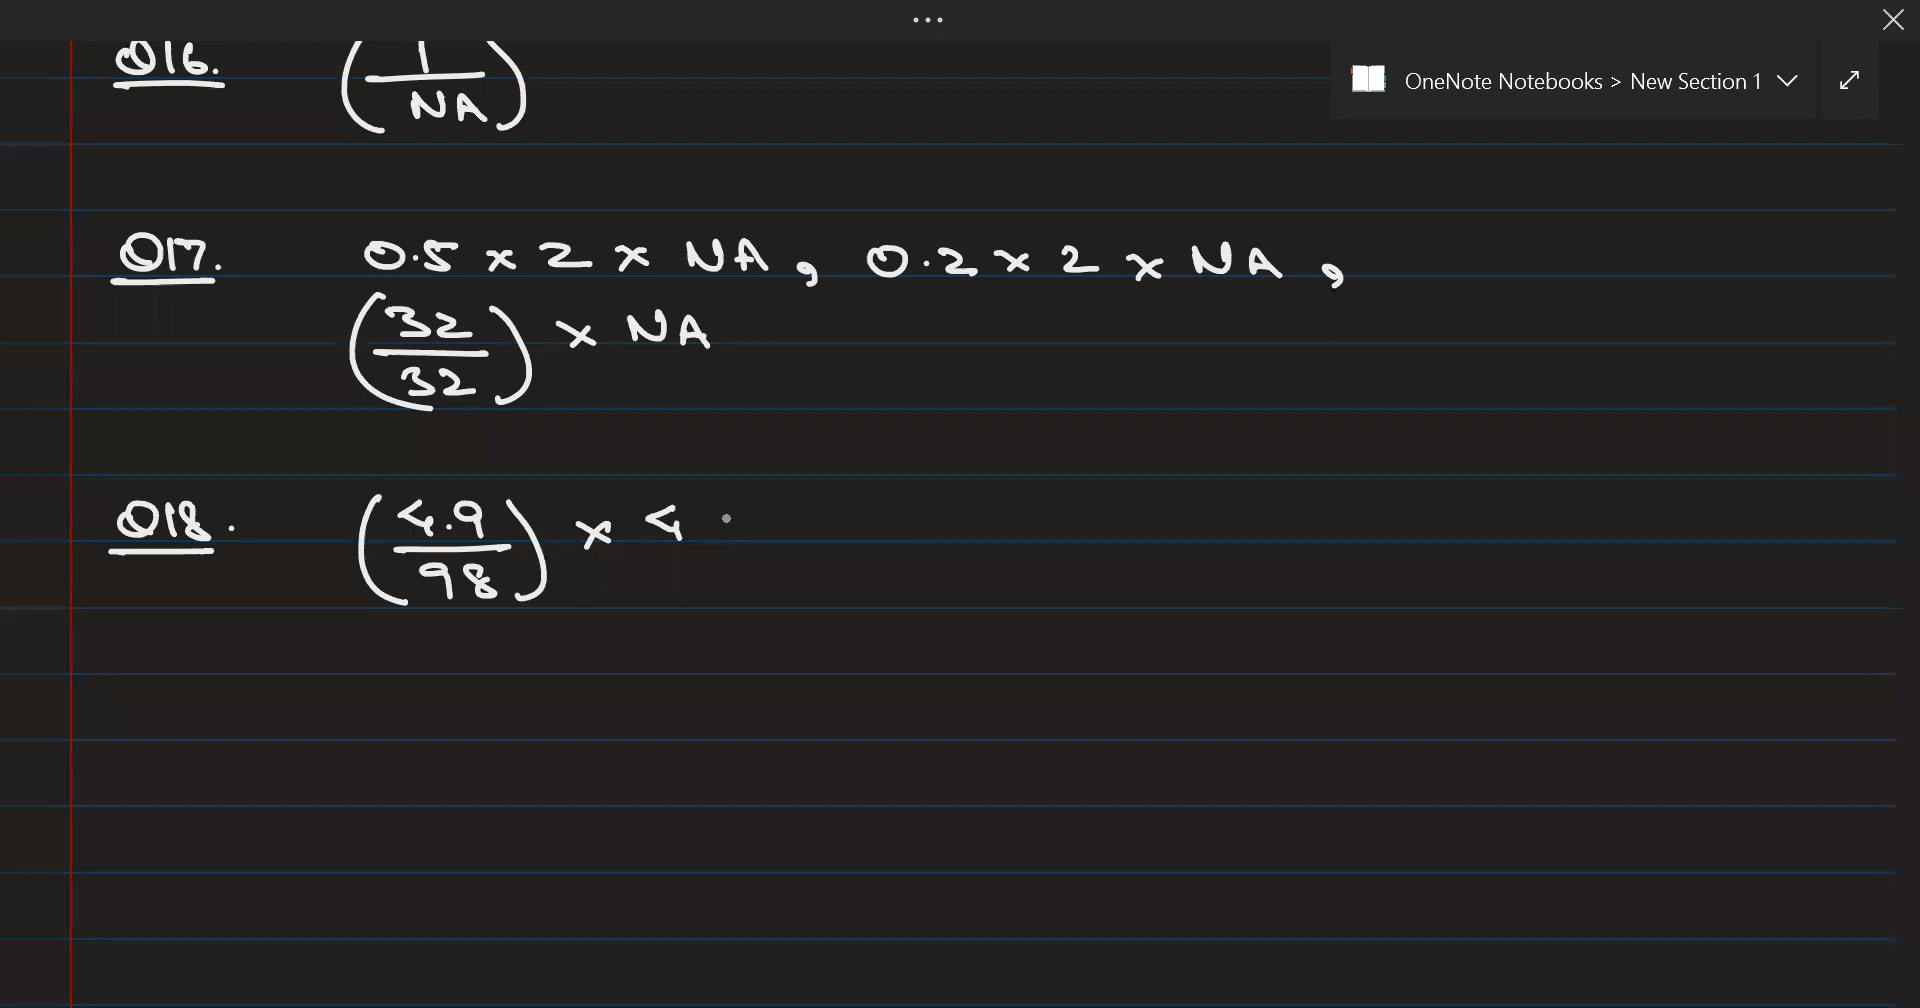 ...
OneNote Notebooks > New Section 1
Q16. (1/NA)
Q17. 0.5 × 2 × NA, 0.2 × 2 × NA,
(32/32) × NA
Q18. (4.9/98) × 4